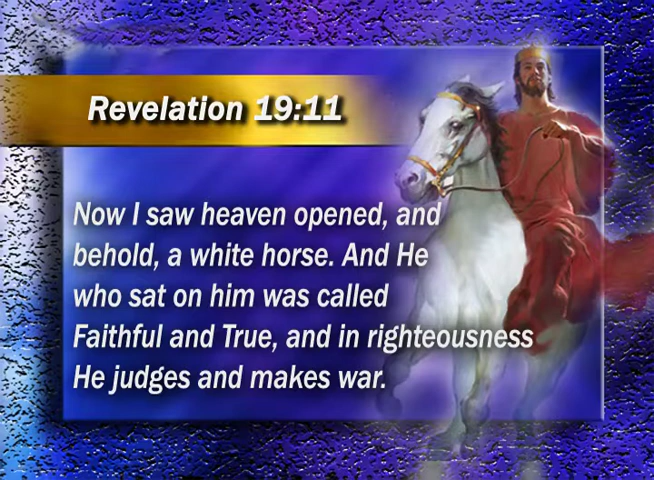 Revelation 19:11
Now I saw heaven opened, and
behold, a white horse. And He
who sat on him was called
Faithful and True, and in righteousness
He judges and makes war.